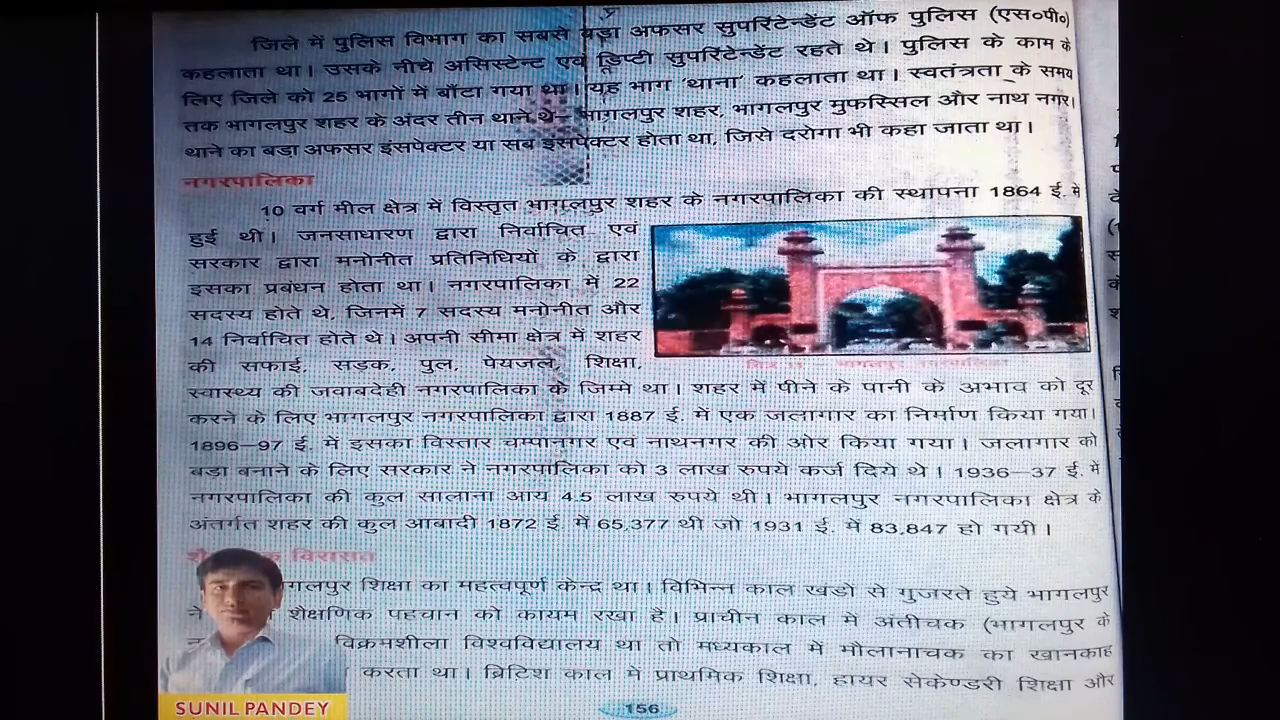 जिले में पुलिस विभाग का सबसे बड़ा अफसर सुपरिंटेन्डेंट ऑफ पुलिस (एस०पी०)
कहलाता था। उसके नीचे असिस्टेन्ट एवं डिप्टी सुपरिंटेन्डेंट रहते थे। पुलिस के काम के
लिए जिले को 25 भागों में बाँटा गया था। यह भाग 'थाना' कहलाता था। स्वतंत्रता के समय
तक भागलपुर शहर के अंदर तीन थाने थे– भागलपुर शहर, भागलपुर मुफस्सिल और नाथ नगर।
थाने का बड़ा अफसर इंसपेक्टर या सब इंसपेक्टर होता था, जिसे दरोगा भी कहा जाता था।
नगरपालिका
10 वर्ग मील क्षेत्र में विस्तृत भागलपुर शहर के नगरपालिका की स्थापना 1864 ई. में
हुई थी। जनसाधारण द्वारा निर्वाचित एवं
सरकार द्वारा मनोनीत प्रतिनिधियों के द्वारा
इसका प्रबंधन होता था। नगरपालिका में 22
सदस्य होते थे, जिनमें 7 सदस्य मनोनीत और
14 निर्वाचित होते थे। अपनी सीमा क्षेत्र में शहर
की सफाई, सड़क, पुल, पेयजल, शिक्षा,
स्वास्थ्य की जवाबदेही नगरपालिका के जिम्मे था। शहर में पीने के पानी के अभाव को दूर
करने के लिए भागलपुर नगरपालिका द्वारा 1887 ई. में एक जलागार का निर्माण किया गया।
1896–97 ई. में इसका विस्तार चम्पानगर एवं नाथनगर की ओर किया गया। जलागार को
बड़ा बनाने के लिए सरकार ने नगरपालिका को 3 लाख रुपये कर्ज दिये थे। 1936–37 ई. में
नगरपालिका की कुल सालाना आय 4.5 लाख रुपये थी। भागलपुर नगरपालिका क्षेत्र के
अंतर्गत शहर की कुल आबादी 1872 ई. में 65,377 थी जो 1931 ई. में 83,847 हो गयी।
विरासत
गलपुर शिक्षा का महत्वपूर्ण केन्द्र था। विभिन्न काल खंडो से गुजरते हुये भागलपुर
ने शैक्षणिक पहचान को कायम रखा है। प्राचीन काल में अंतीचक (भागलपुर के
विक्रमशीला विश्वविद्यालय था तो मध्यकाल में मौलानाचक का खानकाह
करता था। ब्रिटिश काल में प्राथमिक शिक्षा, हायर सेकेण्डरी शिक्षा और
SUNIL PANDEY
156